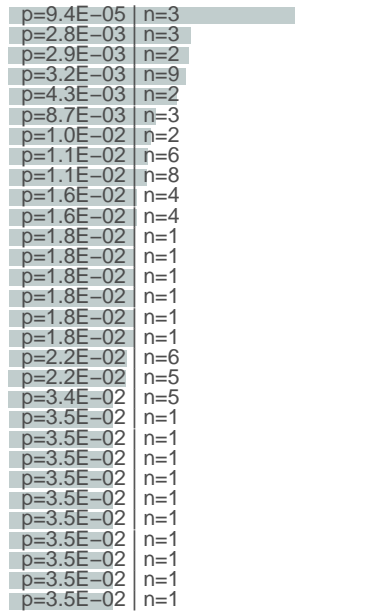 p=9.4E−05 | n=3
p=2.8E−03 | n=3
p=2.9E−03 | n=2
p=3.2E−03 | n=9
p=4.3E−03 | n=2
p=8.7E−03 | n=3
p=1.0E−02 | n=2
p=1.1E−02 | n=6
p=1.1E−02 | n=8
p=1.6E−02 | n=4
p=1.6E−02 | n=4
p=1.8E−02 | n=1
p=1.8E−02 | n=1
p=1.8E−02 | n=1
p=1.8E−02 | n=1
p=1.8E−02 | n=1
p=1.8E−02 | n=1
p=2.2E−02 | n=6
p=2.2E−02 | n=5
p=3.4E−02 | n=5
p=3.5E−02 | n=1
p=3.5E−02 | n=1
p=3.5E−02 | n=1
p=3.5E−02 | n=1
p=3.5E−02 | n=1
p=3.5E−02 | n=1
p=3.5E−02 | n=1
p=3.5E−02 | n=1
p=3.5E−02 | n=1
p=3.5E−02 | n=1